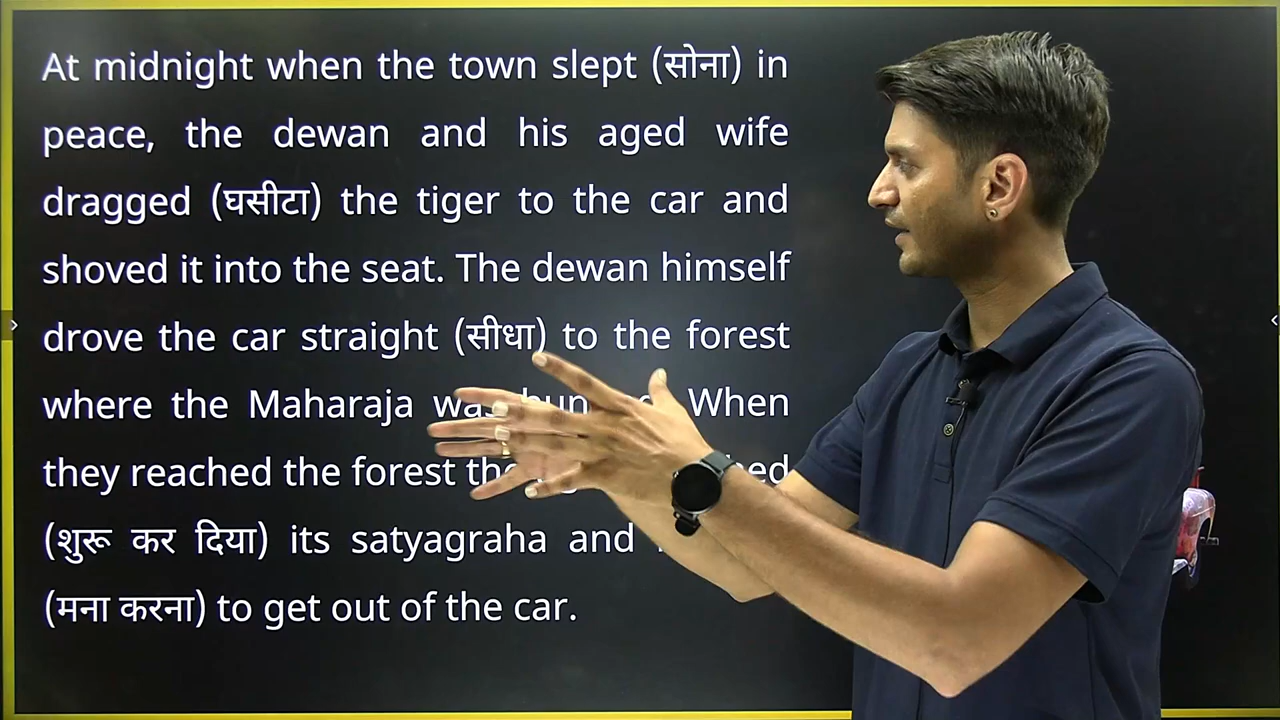 At midnight when the town slept (सोना) in
peace, the dewan and his aged wife
dragged (घसीटा) the tiger to the car and
shoved it into the seat. The dewan himself
drove the car straight (सीधा) to the forest
where the Maharaja was When
they reached the forest
(शुरू कर दिया) its satyagraha and
(मना करना) to get out of the car.